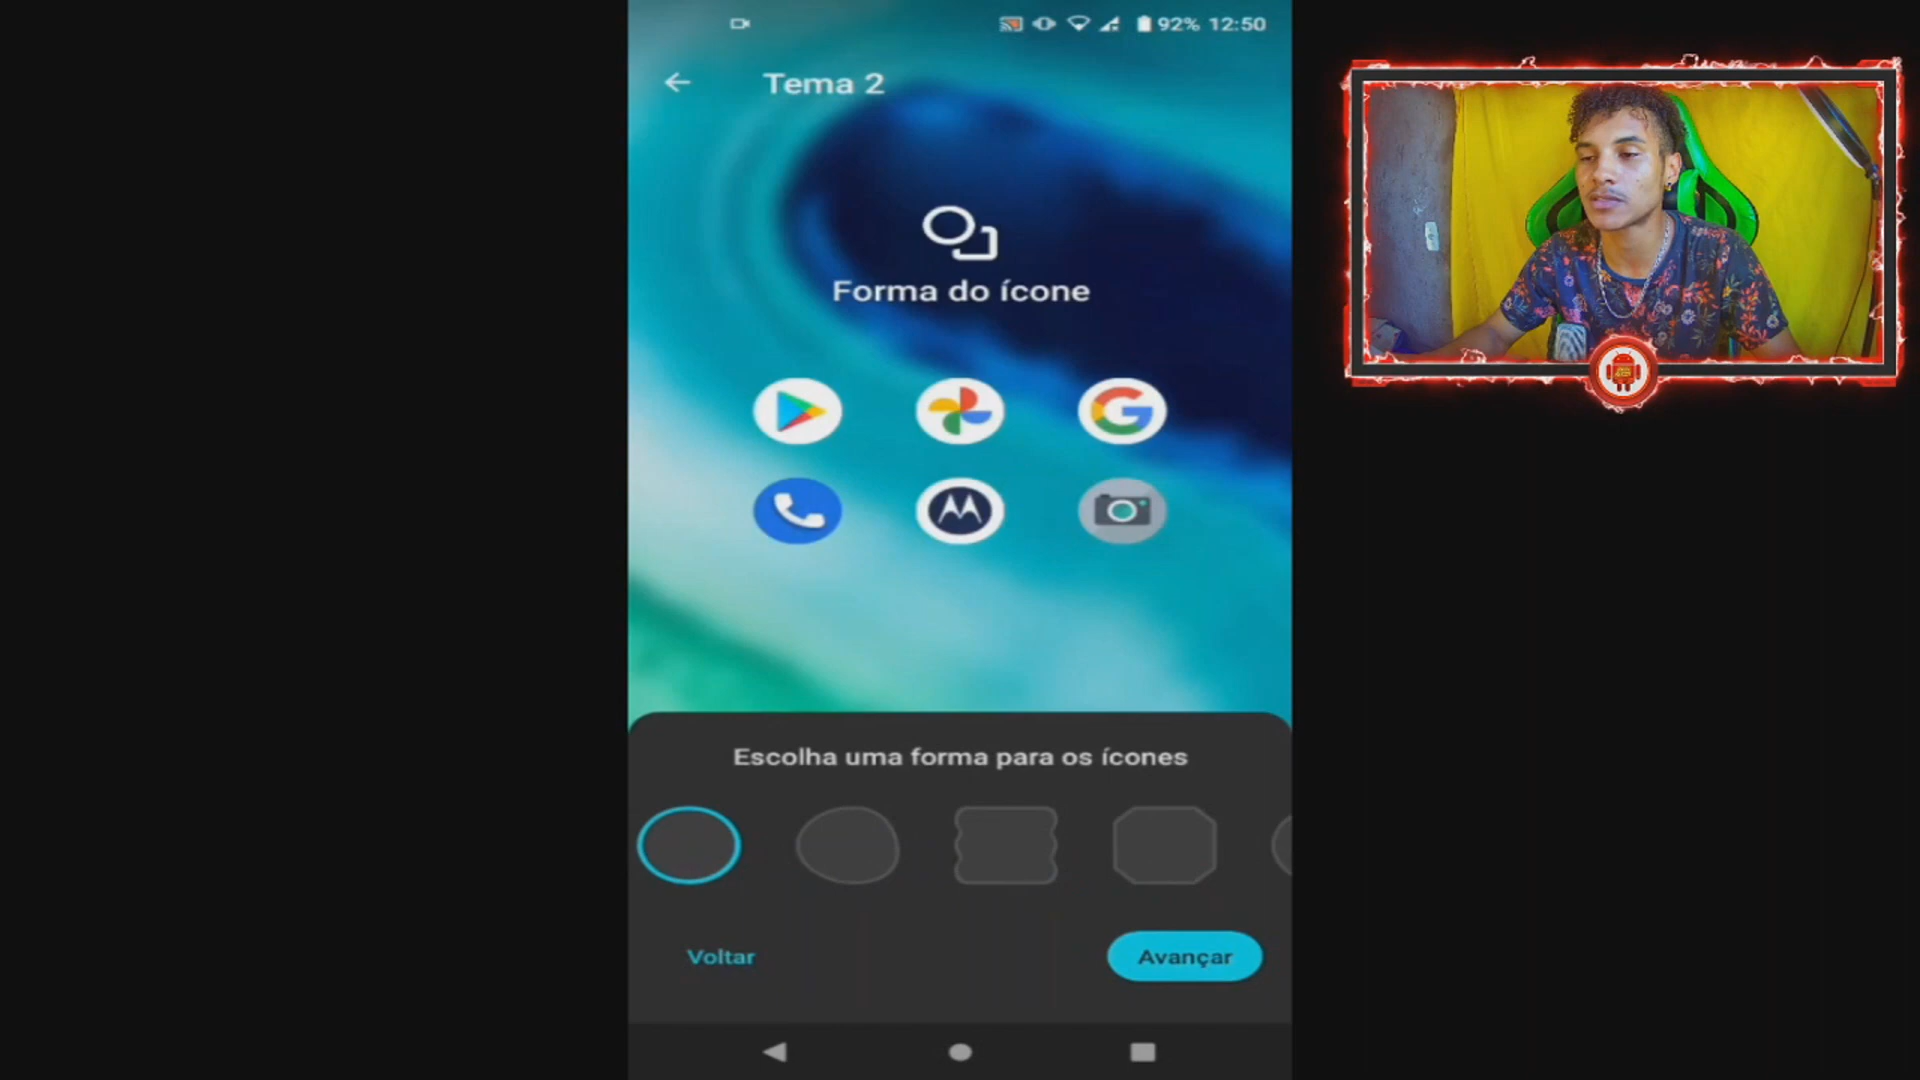 92% 12:50
Tema 2
Forma do ícone
Escolha uma forma para os ícones
Voltar
Avançar